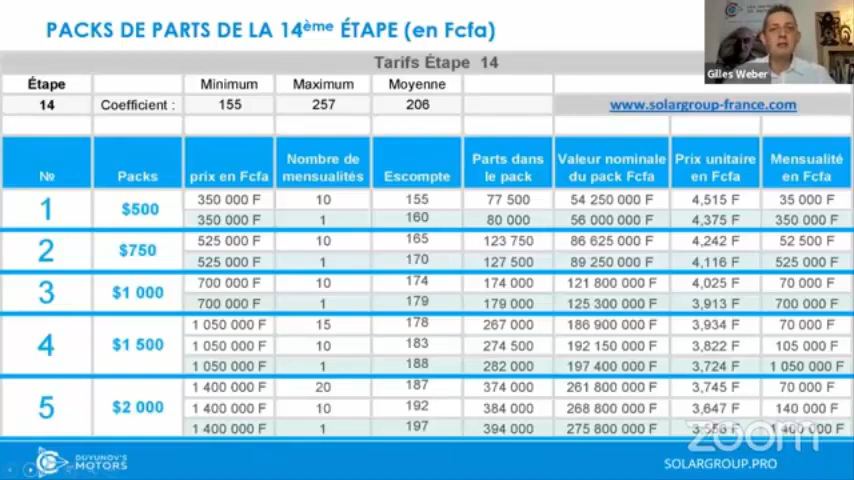 PACKS DE PARTS DE LA 14ème ÉTAPE (en Fcfa)
Gilles Weber
Tarifs Étape 14
Étape Minimum Maximum Moyenne
14 Coefficient : 155 257 206 www.solargroup-france.com
№ Packs prix en Fcfa Nombre de mensualités Escompte Parts dans le pack Valeur nominale du pack Fcfa Prix unitaire en Fcfa Mensualité en Fcfa
1 $500 350 000 F 10 155 77 500 54 250 000 F 4,515 F 35 000 F
350 000 F 1 160 80 000 56 000 000 F 4,375 F 350 000 F
2 $750 525 000 F 10 165 123 750 86 625 000 F 4,242 F 52 500 F
525 000 F 1 170 127 500 89 250 000 F 4,116 F 525 000 F
3 $1 000 700 000 F 10 174 174 000 121 800 000 F 4,025 F 70 000 F
700 000 F 1 179 179 000 125 300 000 F 3,913 F 700 000 F
4 $1 500 1 050 000 F 15 178 267 000 186 900 000 F 3,934 F 70 000 F
1 050 000 F 10 183 274 500 192 150 000 F 3,822 F 105 000 F
1 050 000 F 1 188 282 000 197 400 000 F 3,724 F 1 050 000 F
5 $2 000 1 400 000 F 20 187 374 000 261 800 000 F 3,745 F 70 000 F
1 400 000 F 10 192 384 000 268 800 000 F 3,647 F 140 000 F
1 400 000 F 1 197 394 000 275 800 000 F 3,556 F 1 400 000 F
zoom
DUYUNOV'S
MOTORS
SOLARGROUP.PRO